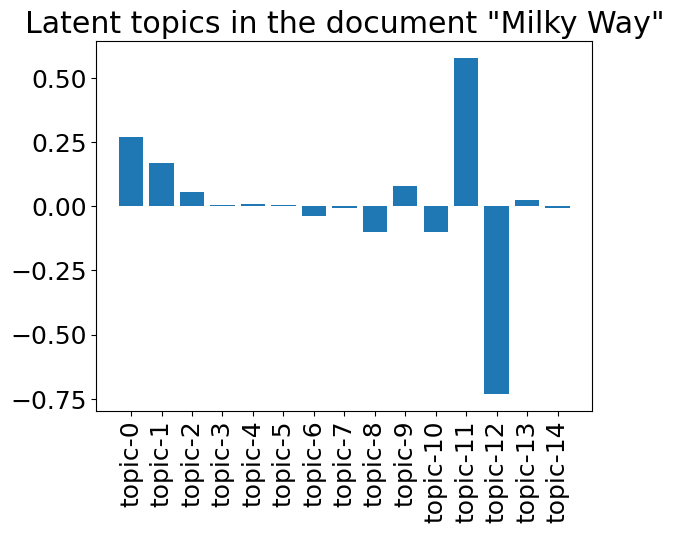 Latent topics in the document "Milky Way"
0.50
0.25
0.00
−0.25
−0.50
−0.75
topic-0
topic-1
topic-2
topic-3
topic-4
topic-5
topic-6
topic-7
topic-8
topic-9
topic-10
topic-11
topic-12
topic-13
topic-14